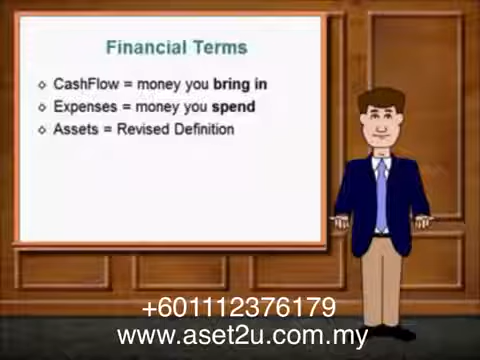 Financial Terms
◇ CashFlow = money you bring in
◇ Expenses = money you spend
◇ Assets = Revised Definition
+601112376179
www.aset2u.com.my